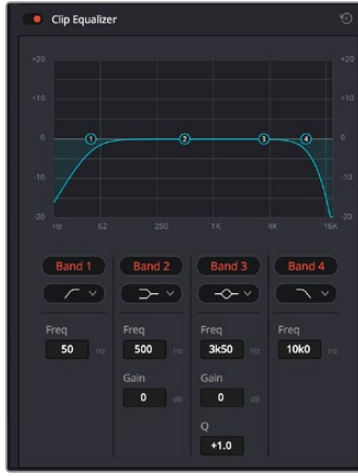 Clip Equalizer
+20 +20
+10 +10
0 0
-10 -10
-20 -20
Hz 62 250 1K 4K 16K
1 2 3 4
Band 1 Band 2 Band 3 Band 4
Freq Freq Freq Freq
50 Hz 500 Hz 3k50 Hz 10k0 Hz
Gain Gain
0 dB 0 dB
Q
+1.0